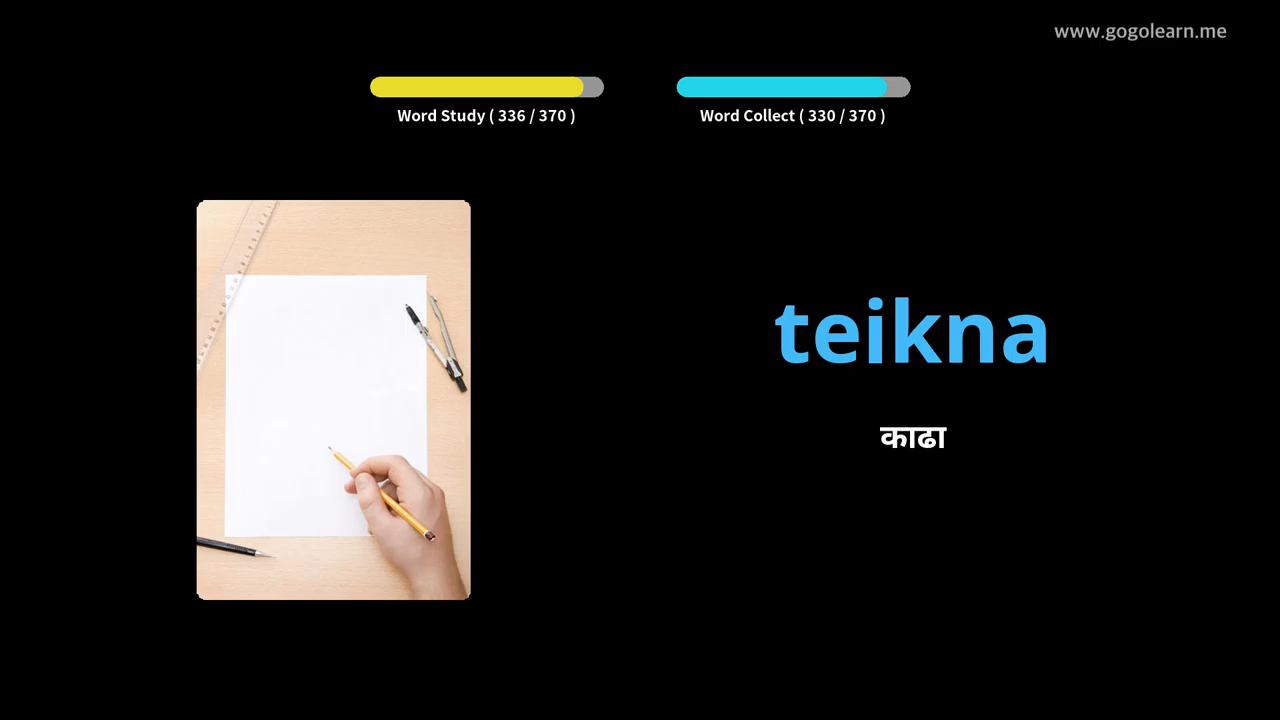 www.gogolearn.me
Word Study ( 336 / 370 )
Word Collect ( 330 / 370 )
teikna
काढा